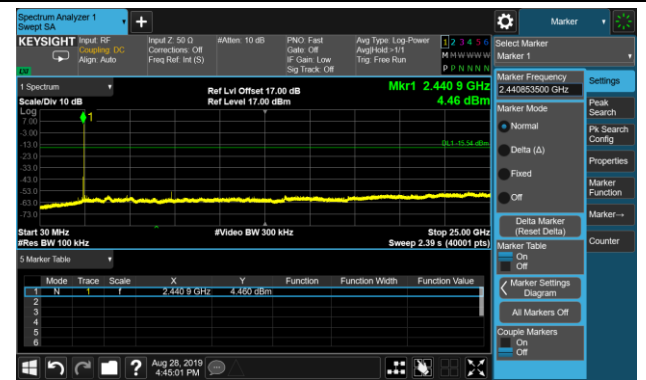 Spectrum Analyzer 1
Swept SA
Marker
KEYSIGHT
Input: RF
Coupling: DC
Align: Auto
Input Z: 50 Ω
Corrections: Off
Freq Ref: Int (S)
#Atten: 10 dB
PNO: Fast
Gate: Off
IF Gain: Low
Sig Track: Off
Avg Type: Log-Power
Avg|Hold:>1/1
Trig: Free Run
1 2 3 4 5 6
M W W W W W
P P N N N N
Select Marker
Marker 1
1 Spectrum
Scale/Div 10 dB
Ref Lvl Offset 17.00 dB
Ref Level 17.00 dBm
Mkr1 2.440 9 GHz
4.46 dBm
Log
7.00
-3.00
-13.0
-23.0
-33.0
-43.0
-53.0
-63.0
-73.0
1
DL1 -15.54 dBm
Start 30 MHz
#Res BW 100 kHz
#Video BW 300 kHz
Stop 25.00 GHz
Sweep 2.39 s (40001 pts)
5 Marker Table
Mode Trace Scale X Y Function Function Width Function Value
1 N 1 f 2.440 9 GHz 4.460 dBm
2
3
4
5
6
Marker Frequency
2.440853500 GHz
Marker Mode
Normal
Delta (Δ)
Fixed
Off
Delta Marker
(Reset Delta)
Marker Table
On
Off
Marker Settings
Diagram
All Markers Off
Couple Markers
On
Off
Settings
Peak
Search
Pk Search
Config
Properties
Marker
Function
Marker→
Counter
?
Aug 28, 2019
4:45:01 PM